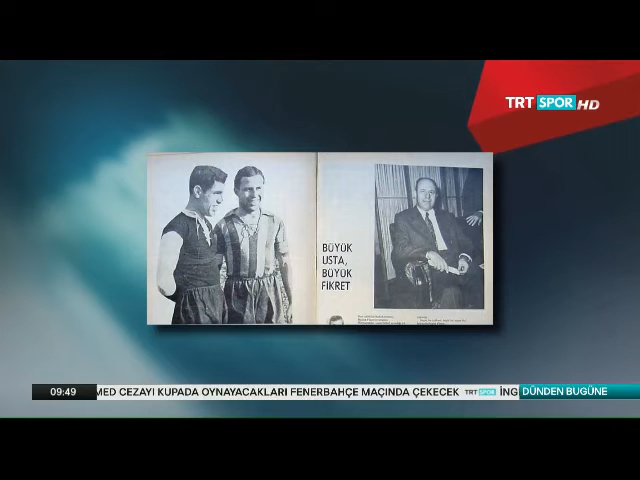 TRT SPOR HD
BÜYÜK
USTA,
BÜYÜK
FİKRET
09:49 MED CEZAYI KUPADA OYNAYACAKLARI FENERBAHÇE MAÇINDA ÇEKECEK TRT SPOR İNG DÜNDEN BUGÜNE